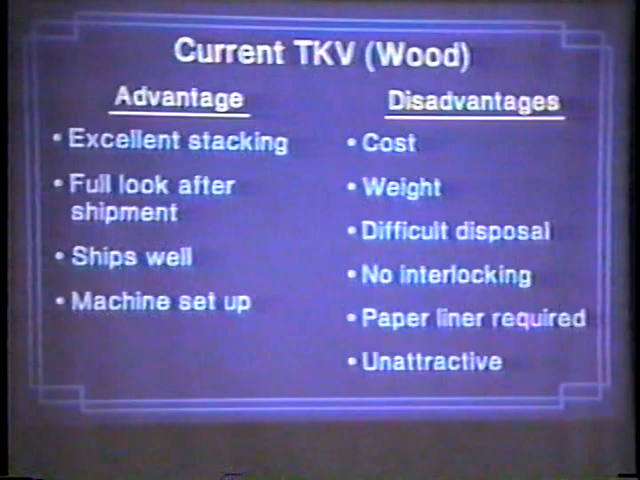 Current TKV (Wood)
Advantage
• Excellent stacking
• Full look after
shipment
• Ships well
• Machine set up
Disadvantages
• Cost
• Weight
• Difficult disposal
• No interlocking
• Paper liner required
• Unattractive